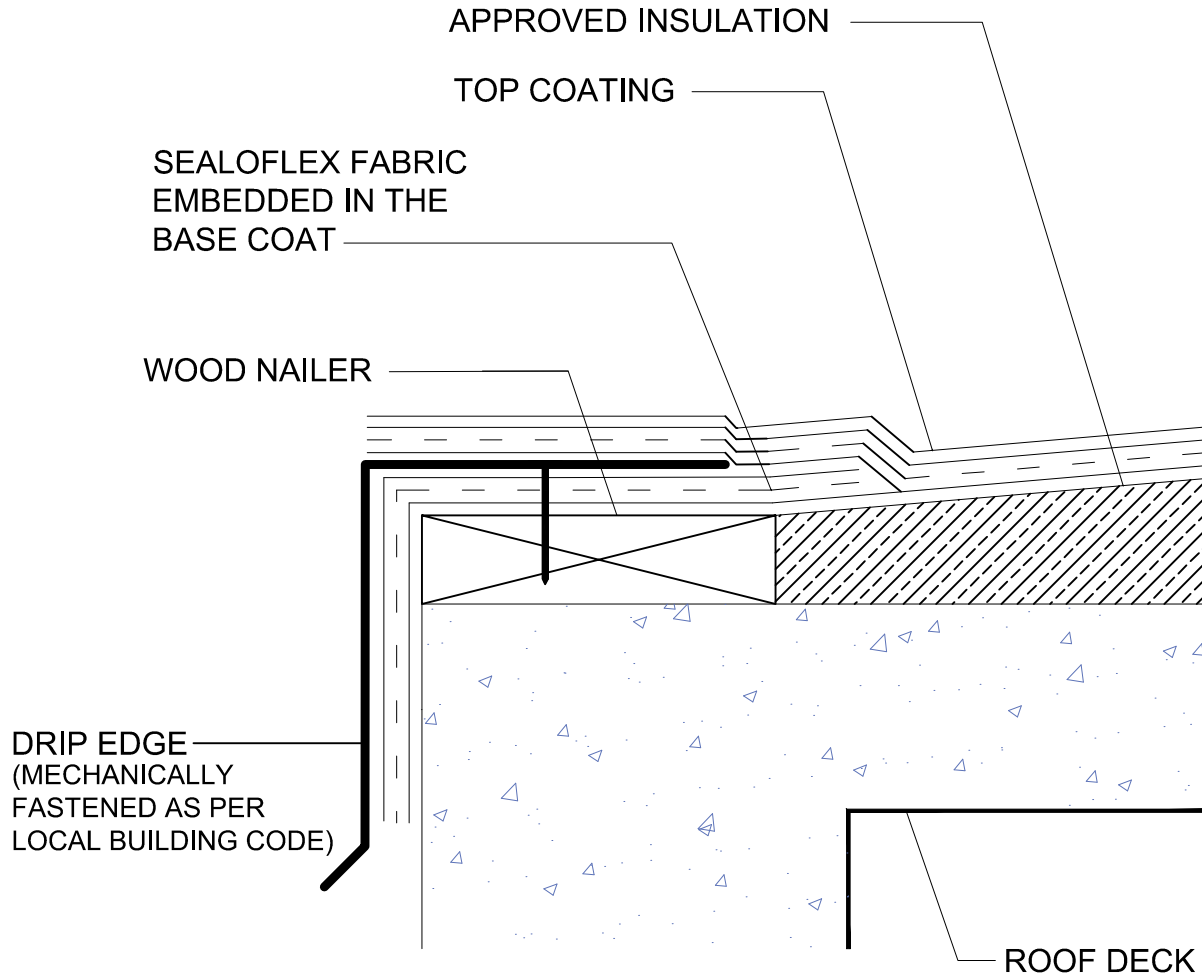 APPROVED INSULATION
TOP COATING
SEALOFLEX FABRIC
EMBEDDED IN THE
BASE COAT
WOOD NAILER
DRIP EDGE
(MECHANICALLY
FASTENED AS PER
LOCAL BUILDING CODE)
ROOF DECK